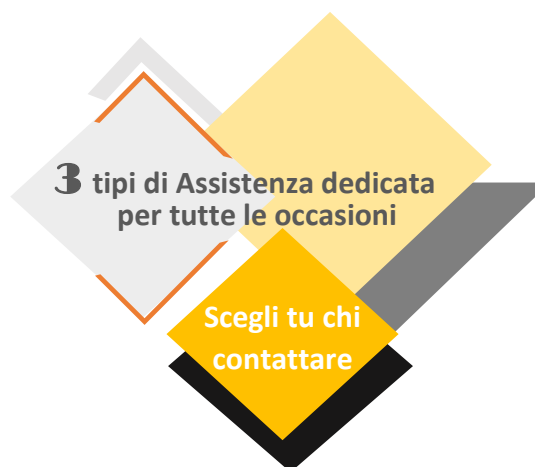 3 tipi di Assistenza dedicata
per tutte le occasioni
Scegli tu chi
contattare